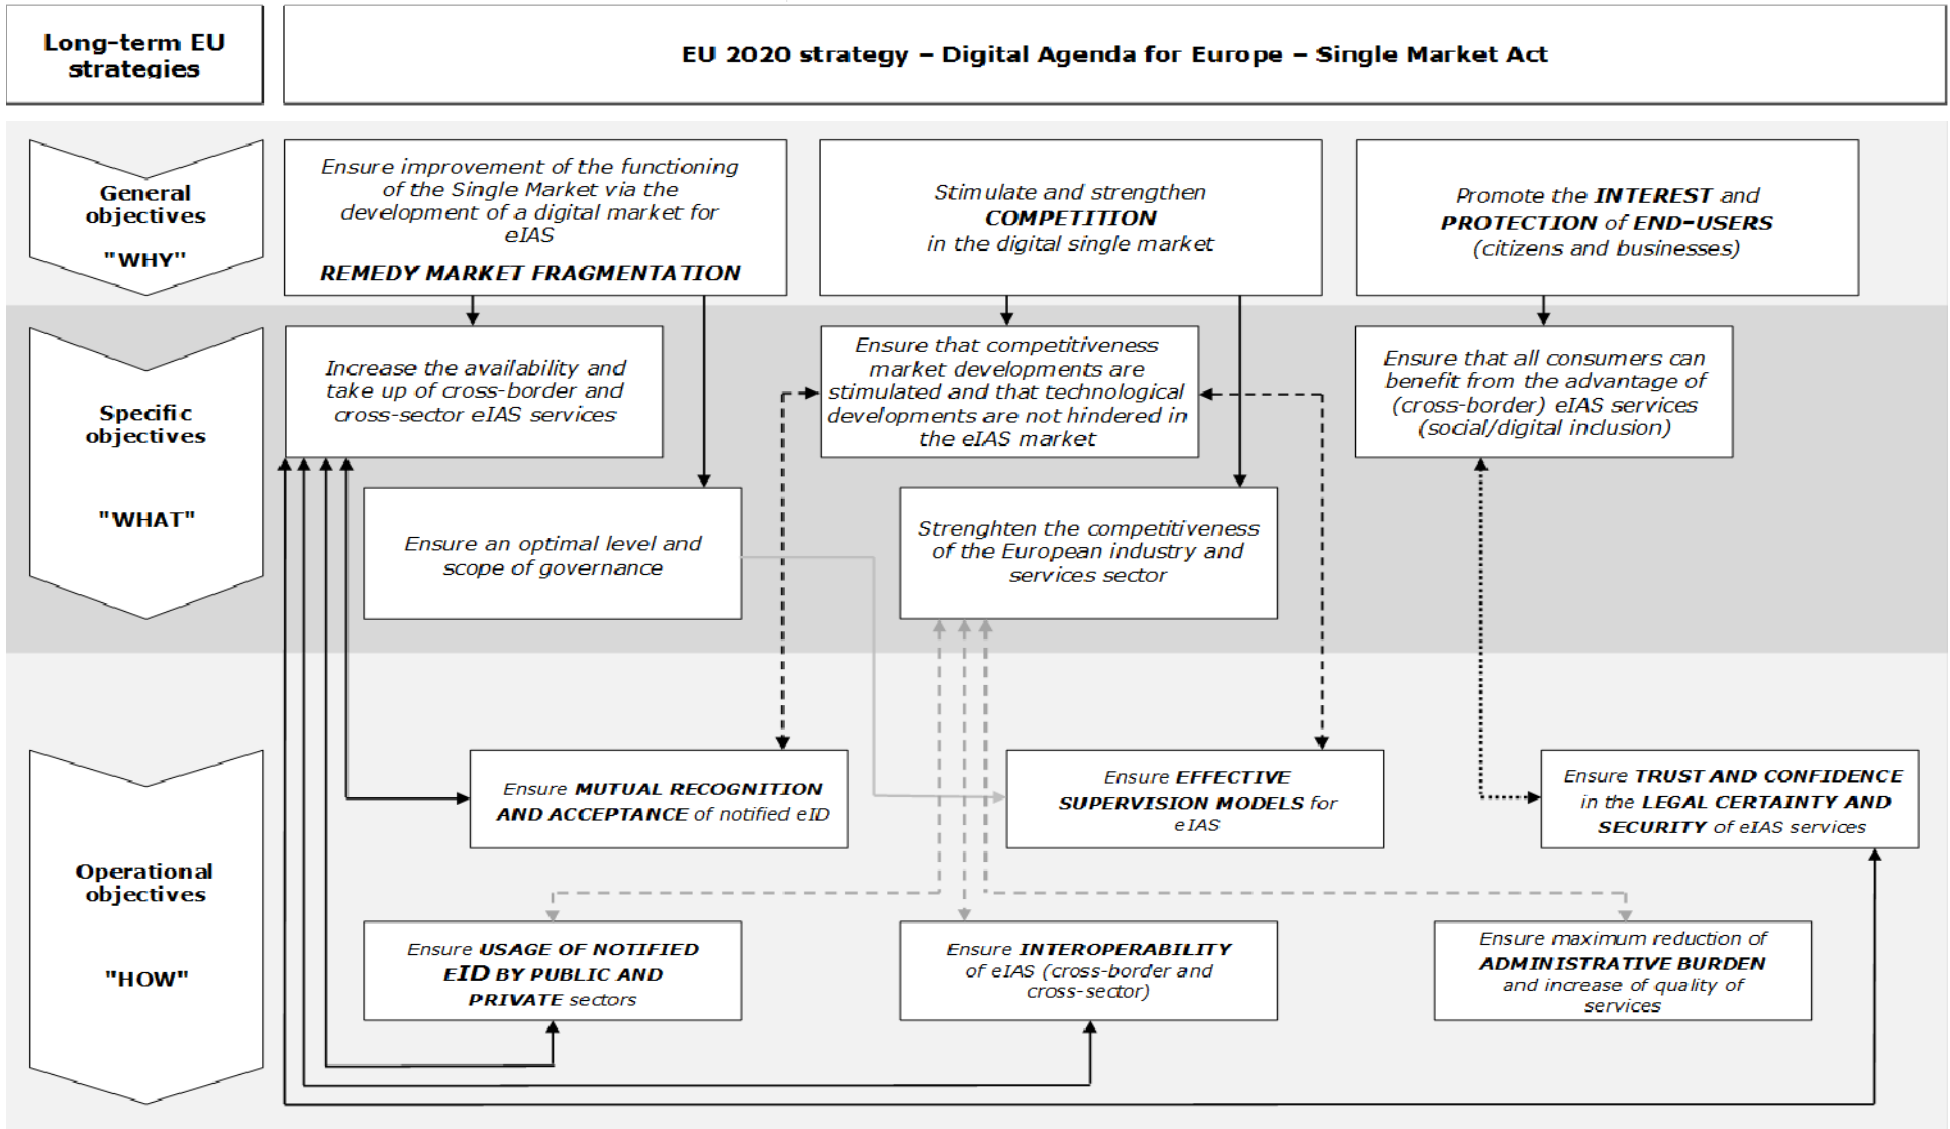 Long-term EU
strategies
EU 2020 strategy – Digital Agenda for Europe – Single Market Act
General
objectives
"WHY"
Ensure improvement of the functioning
of the Single Market via the
development of a digital market for
eIAS
REMEDY MARKET FRAGMENTATION
Stimulate and strengthen
COMPETITION
in the digital single market
Promote the INTEREST and
PROTECTION of END-USERS
(citizens and businesses)
Specific
objectives
"WHAT"
Increase the availability and
take up of cross-border and
cross-sector eIAS services
Ensure that competitiveness
market developments are
stimulated and that technological
developments are not hindered in
the eIAS market
Ensure that all consumers can
benefit from the advantage of
(cross-border) eIAS services
(social/digital inclusion)
Ensure an optimal level and
scope of governance
Strenghten the competitiveness
of the European industry and
services sector
Operational
objectives
"HOW"
Ensure MUTUAL RECOGNITION
AND ACCEPTANCE of notified eID
Ensure EFFECTIVE
SUPERVISION MODELS for
eIAS
Ensure TRUST AND CONFIDENCE
in the LEGAL CERTAINTY AND
SECURITY of eIAS services
Ensure USAGE OF NOTIFIED
eID BY PUBLIC AND
PRIVATE sectors
Ensure INTEROPERABILITY
of eIAS (cross-border and
cross-sector)
Ensure maximum reduction of
ADMINISTRATIVE BURDEN
and increase of quality of
services